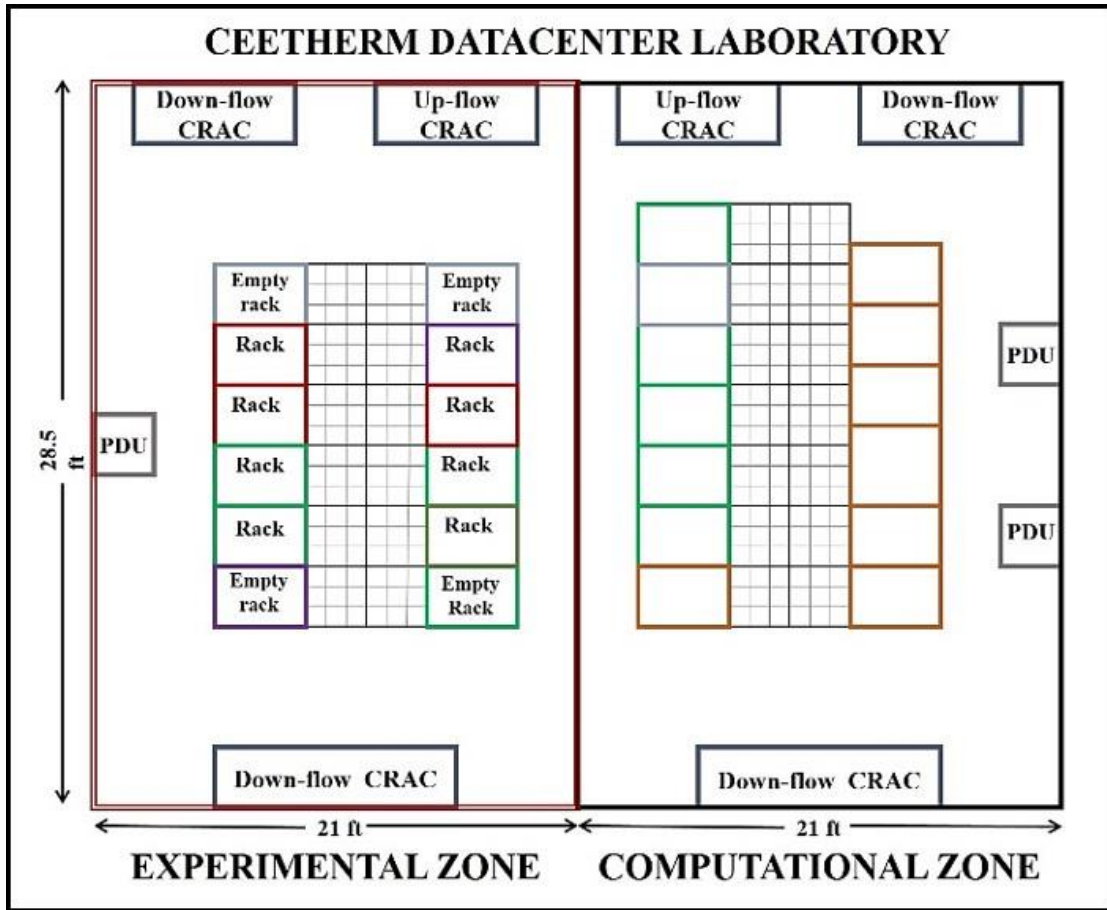 CEETHERM DATACENTER LABORATORY
Down-flow
CRAC
Up-flow
CRAC
Up-flow
CRAC
Down-flow
CRAC
Empty
rack
Empty
rack
Rack
Rack
Rack
Rack
Rack
Rack
Rack
Rack
Empty
rack
Empty
Rack
PDU
PDU
PDU
28.5
ft
Down-flow CRAC
Down-flow CRAC
21 ft
21 ft
EXPERIMENTAL ZONE
COMPUTATIONAL ZONE